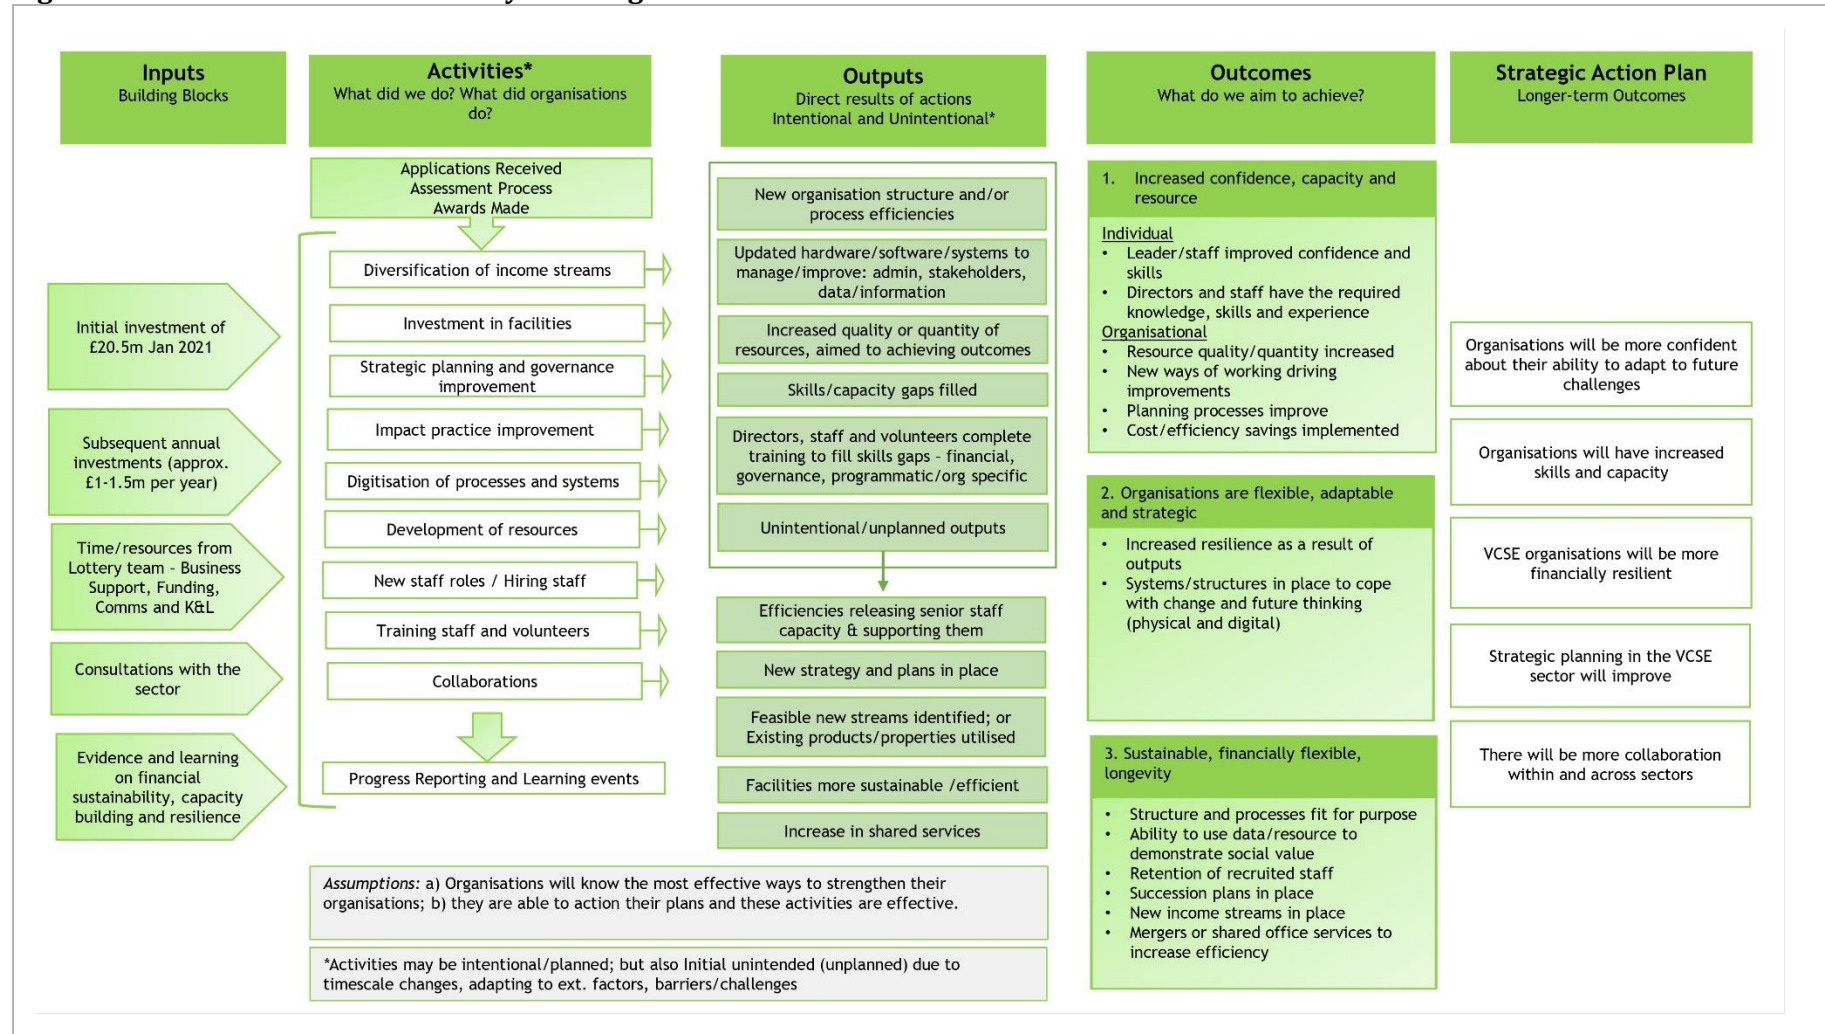 Inputs
Building Blocks
Initial investment of
£20.5m Jan 2021
Subsequent annual
investments (approx.
£1-1.5m per year)
Time/resources from
Lottery team – Business
Support, Funding,
Comms and K&L
Consultations with the
sector
Evidence and learning
on financial
sustainability, capacity
building and resilience
Activities*
What did we do? What did organisations
do?
Applications Received
Assessment Process
Awards Made
Diversification of income streams
Investment in facilities
Strategic planning and governance
improvement
Impact practice improvement
Digitisation of processes and systems
Development of resources
New staff roles / Hiring staff
Training staff and volunteers
Collaborations
Progress Reporting and Learning events
Outputs
Direct results of actions
Intentional and Unintentional*
New organisation structure and/or
process efficiencies
Updated hardware/software/systems to
manage/improve: admin, stakeholders,
data/information
Increased quality or quantity of
resources, aimed to achieving outcomes
Skills/capacity gaps filled
Directors, staff and volunteers complete
training to fill skills gaps – financial,
governance, programmatic/org specific
Unintentional/unplanned outputs
Efficiencies releasing senior staff
capacity & supporting them
New strategy and plans in place
Feasible new streams identified; or
Existing products/properties utilised
Facilities more sustainable /efficient
Increase in shared services
Assumptions: a) Organisations will know the most effective ways to strengthen their
organisations; b) they are able to action their plans and these activities are effective.
*Activities may be intentional/planned; but also Initial unintended (unplanned) due to
timescale changes, adapting to ext. factors, barriers/challenges
Outcomes
What do we aim to achieve?
1. Increased confidence, capacity and
resource
Individual
• Leader/staff improved confidence and
skills
• Directors and staff have the required
knowledge, skills and experience
Organisational
• Resource quality/quantity increased
• New ways of working driving
improvements
• Planning processes improve
• Cost/efficiency savings implemented
2. Organisations are flexible, adaptable
and strategic
• Increased resilience as a result of
outputs
• Systems/structures in place to cope
with change and future thinking
(physical and digital)
3. Sustainable, financially flexible,
longevity
• Structure and processes fit for purpose
• Ability to use data/resource to
demonstrate social value
• Retention of recruited staff
• Succession plans in place
• New income streams in place
• Mergers or shared office services to
increase efficiency
Strategic Action Plan
Longer-term Outcomes
Organisations will be more confident
about their ability to adapt to future
challenges
Organisations will have increased
skills and capacity
VCSE organisations will be more
financially resilient
Strategic planning in the VCSE
sector will improve
There will be more collaboration
within and across sectors